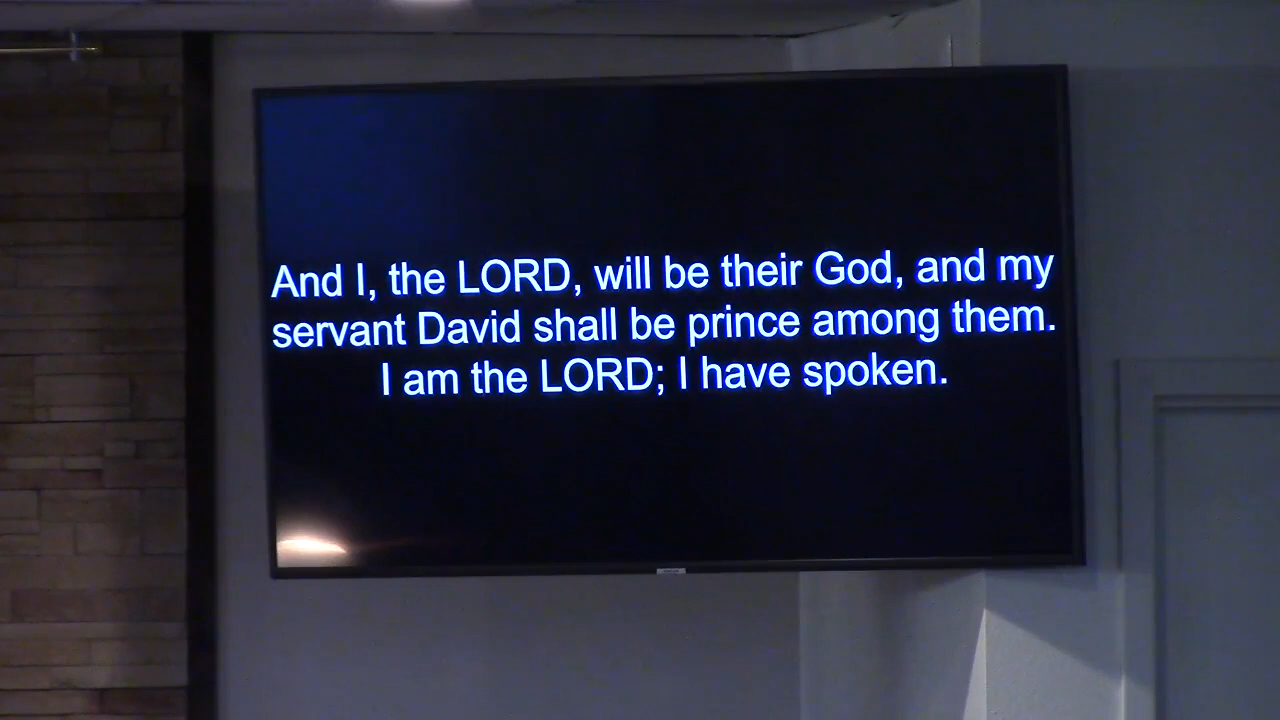 And I, the LORD, will be their God, and my
servant David shall be prince among them.
I am the LORD; I have spoken.